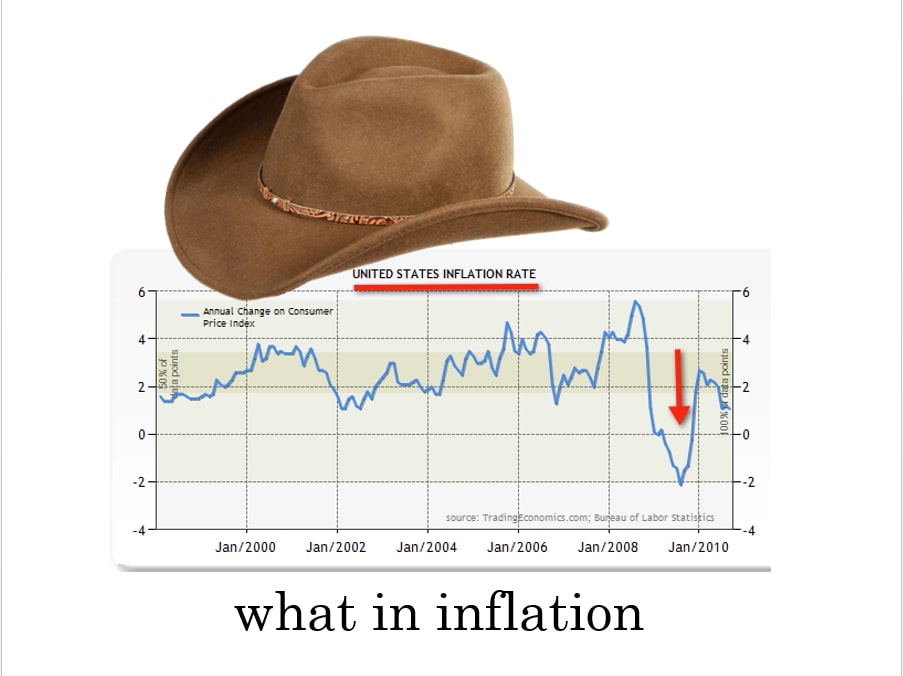 UNITED STATES INFLATION RATE
6
6
Annual Change on Consumer
Price Index
4
4
50% of
data points
100% of data points
2
2
0
0
-2
-2
source: TradingEconomics.com; Bureau of Labor Statistics
-4
-4
Jan/2000 Jan/2002 Jan/2004 Jan/2006 Jan/2008 Jan/2010
what in inflation